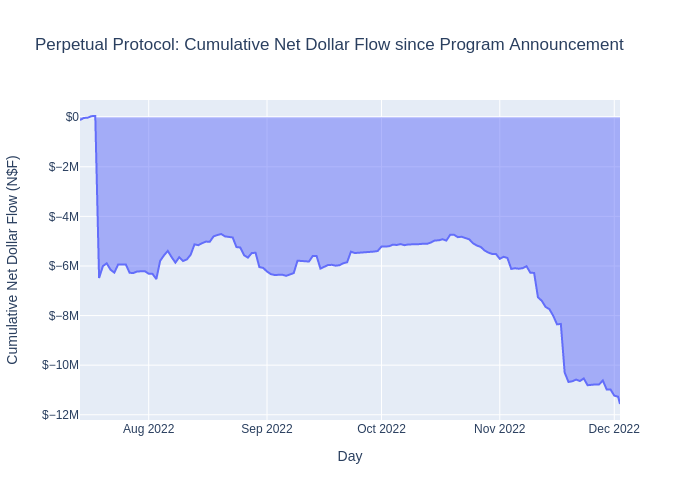 Perpetual Protocol: Cumulative Net Dollar Flow since Program Announcement
Cumulative Net Dollar Flow (N$F)
$0
$−2M
$−4M
$−6M
$−8M
$−10M
$−12M
Aug 2022
Sep 2022
Oct 2022
Nov 2022
Dec 2022
Day